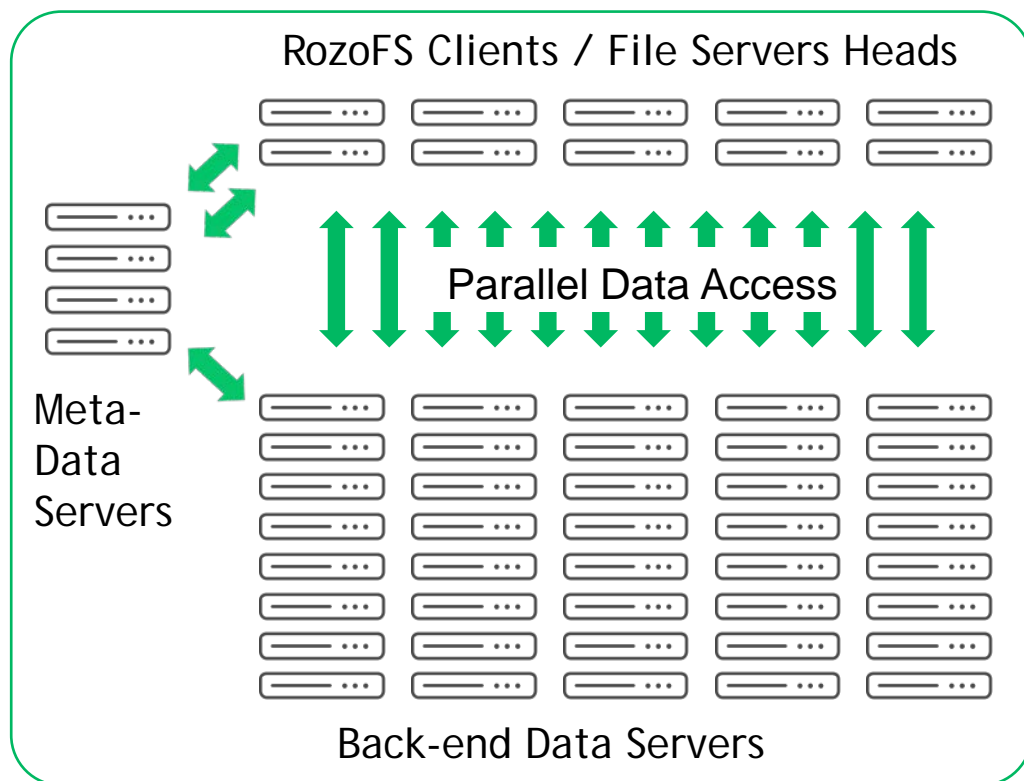 RozoFS Clients / File Servers Heads
Parallel Data Access
Meta-
Data
Servers
Back-end Data Servers